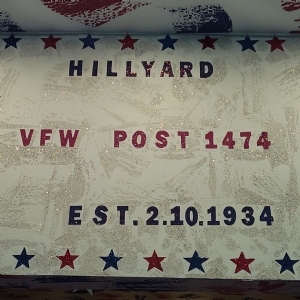 HILLYARD
VFW POST 1474
EST. 2.10.1934